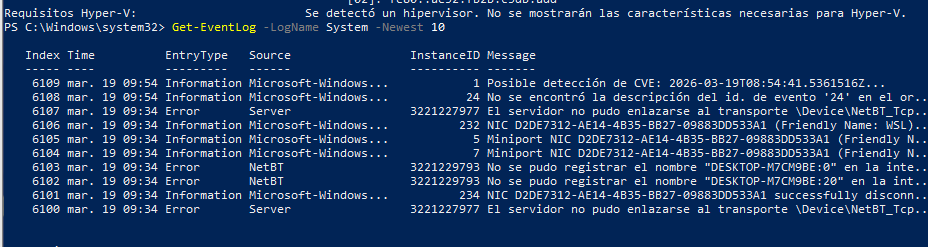 Requisitos Hyper-V: Se detectó un hipervisor. No se mostrarán las características necesarias para Hyper-V.
PS C:\Windows\system32> Get-EventLog -LogName System -Newest 10
Index Time EntryType Source InstanceID Message
----- ---- --------- ------ ---------- -------
6109 mar. 19 09:54 Information Microsoft-Windows... 1 Posible detección de CVE: 2026-03-19T08:54:41.5361516Z...
6108 mar. 19 09:54 Information Microsoft-Windows... 24 No se encontró la descripción del id. de evento '24' en el or...
6107 mar. 19 09:34 Error Server 3221227977 El servidor no pudo enlazarse al transporte \Device\NetBT_Tcp...
6106 mar. 19 09:34 Information Microsoft-Windows... 232 NIC D2DE7312-AE14-4B35-BB27-09883DD533A1 (Friendly Name: WSL)...
6105 mar. 19 09:34 Information Microsoft-Windows... 5 Miniport NIC D2DE7312-AE14-4B35-BB27-09883DD533A1 (Friendly N...
6104 mar. 19 09:34 Information Microsoft-Windows... 7 Miniport NIC D2DE7312-AE14-4B35-BB27-09883DD533A1 (Friendly N...
6103 mar. 19 09:34 Error NetBT 3221229793 No se pudo registrar el nombre "DESKTOP-M7CM9BE:0" en la inte...
6102 mar. 19 09:34 Error NetBT 3221229793 No se pudo registrar el nombre "DESKTOP-M7CM9BE:20" en la int...
6101 mar. 19 09:34 Information Microsoft-Windows... 234 NIC D2DE7312-AE14-4B35-BB27-09883DD533A1 successfully disconn...
6100 mar. 19 09:34 Error Server 3221227977 El servidor no pudo enlazarse al transporte \Device\NetBT_Tcp...